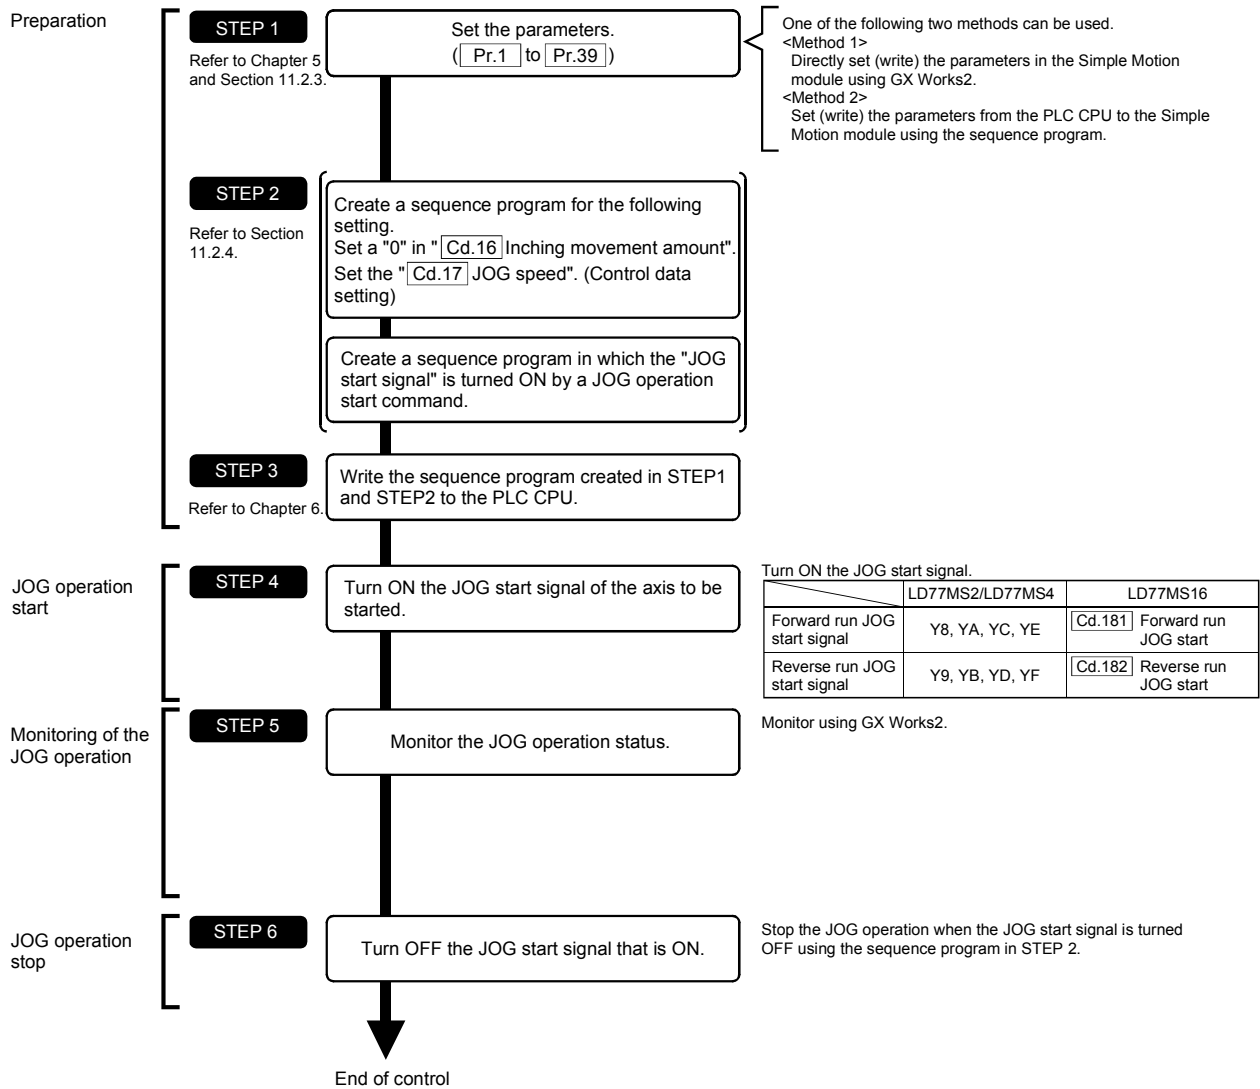 Preparation
STEP 1
Refer to Chapter 5
and Section 11.2.3.
Set the parameters.
( Pr.1 to Pr.39 )
One of the following two methods can be used.
<Method 1>
Directly set (write) the parameters in the Simple Motion
module using GX Works2.
<Method 2>
Set (write) the parameters from the PLC CPU to the Simple
Motion module using the sequence program.
STEP 2
Refer to Section
11.2.4.
Create a sequence program for the following
setting.
Set a "0" in " Cd.16 Inching movement amount".
Set the " Cd.17 JOG speed". (Control data
setting)
Create a sequence program in which the "JOG
start signal" is turned ON by a JOG operation
start command.
STEP 3
Refer to Chapter 6.
Write the sequence program created in STEP1
and STEP2 to the PLC CPU.
JOG operation
start
STEP 4
Turn ON the JOG start signal of the axis to be
started.
Turn ON the JOG start signal.
LD77MS2/LD77MS4 LD77MS16
Forward run JOG
start signal
Y8, YA, YC, YE
Cd.181 Forward run
JOG start
Reverse run JOG
start signal
Y9, YB, YD, YF
Cd.182 Reverse run
JOG start
Monitoring of the
JOG operation
STEP 5
Monitor the JOG operation status.
Monitor using GX Works2.
JOG operation
stop
STEP 6
Turn OFF the JOG start signal that is ON.
Stop the JOG operation when the JOG start signal is turned
OFF using the sequence program in STEP 2.
End of control